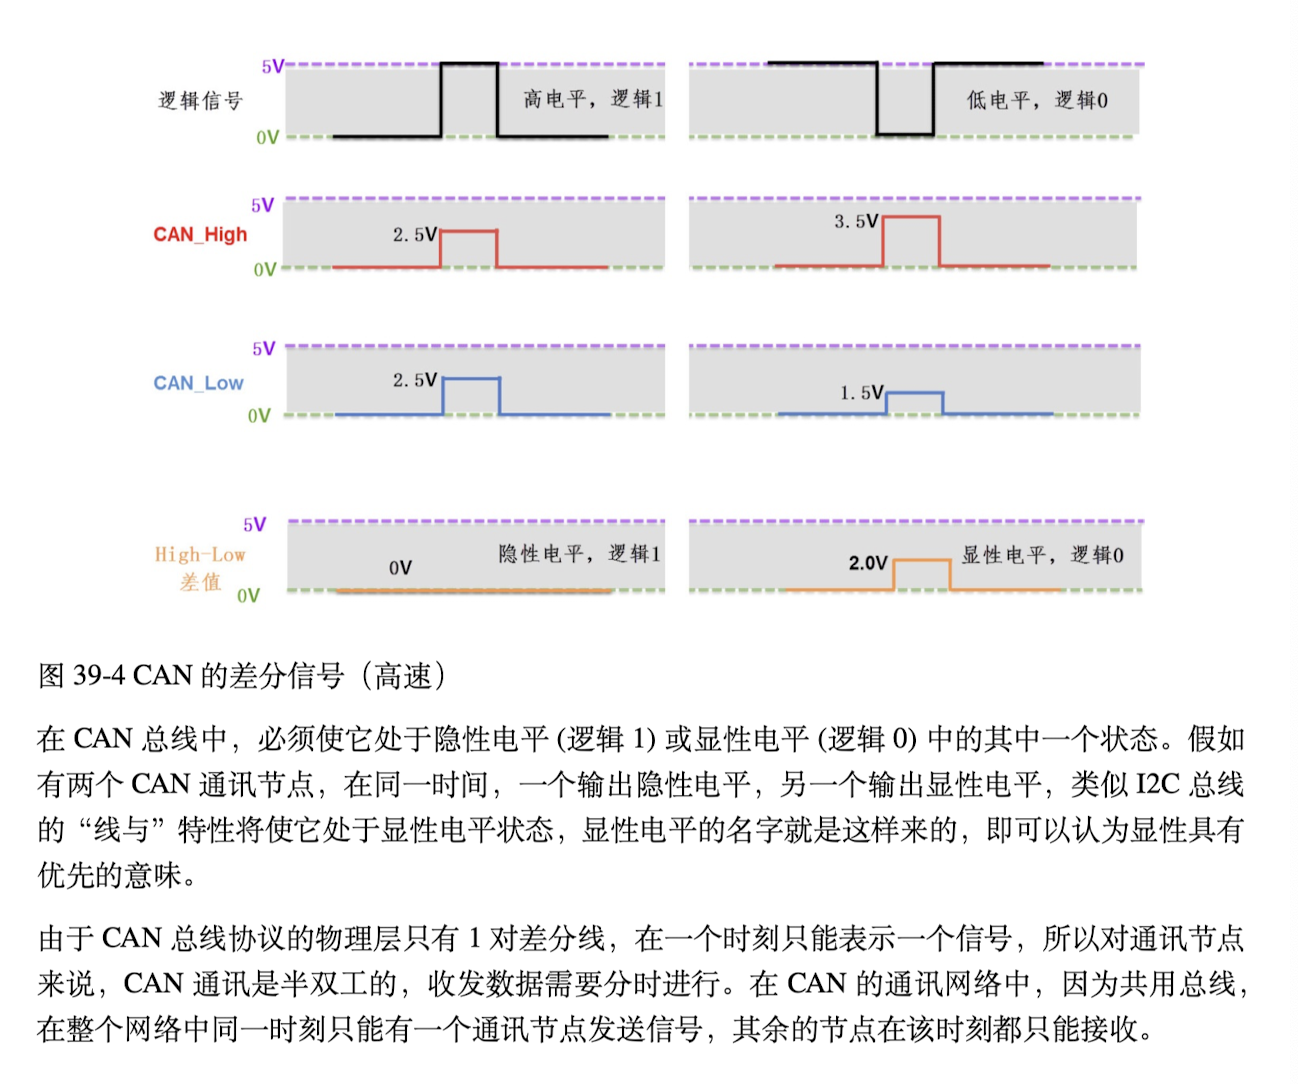 5V
逻辑信号
高电平，逻辑1
低电平，逻辑0
0V
5V
CAN_High
2.5V
3.5V
0V
5V
CAN_Low
2.5V
1.5V
0V
5V
High-Low
差值
0V
隐性电平，逻辑1
2.0V
显性电平，逻辑0
0V
图 39-4 CAN 的差分信号（高速）
在 CAN 总线中，必须使它处于隐性电平 (逻辑 1) 或显性电平 (逻辑 0) 中的其中一个状态。假如
有两个 CAN 通讯节点，在同一时间，一个输出隐性电平，另一个输出显性电平，类似 I2C 总线
的“线与”特性将使它处于显性电平状态，显性电平的名字就是这样来的，即可以认为显性具有
优先的意味。
由于 CAN 总线协议的物理层只有 1 对差分线，在一个时刻只能表示一个信号，所以对通讯节点
来说，CAN 通讯是半双工的，收发数据需要分时进行。在 CAN 的通讯网络中，因为共用总线，
在整个网络中同一时刻只能有一个通讯节点发送信号，其余的节点在该时刻都只能接收。